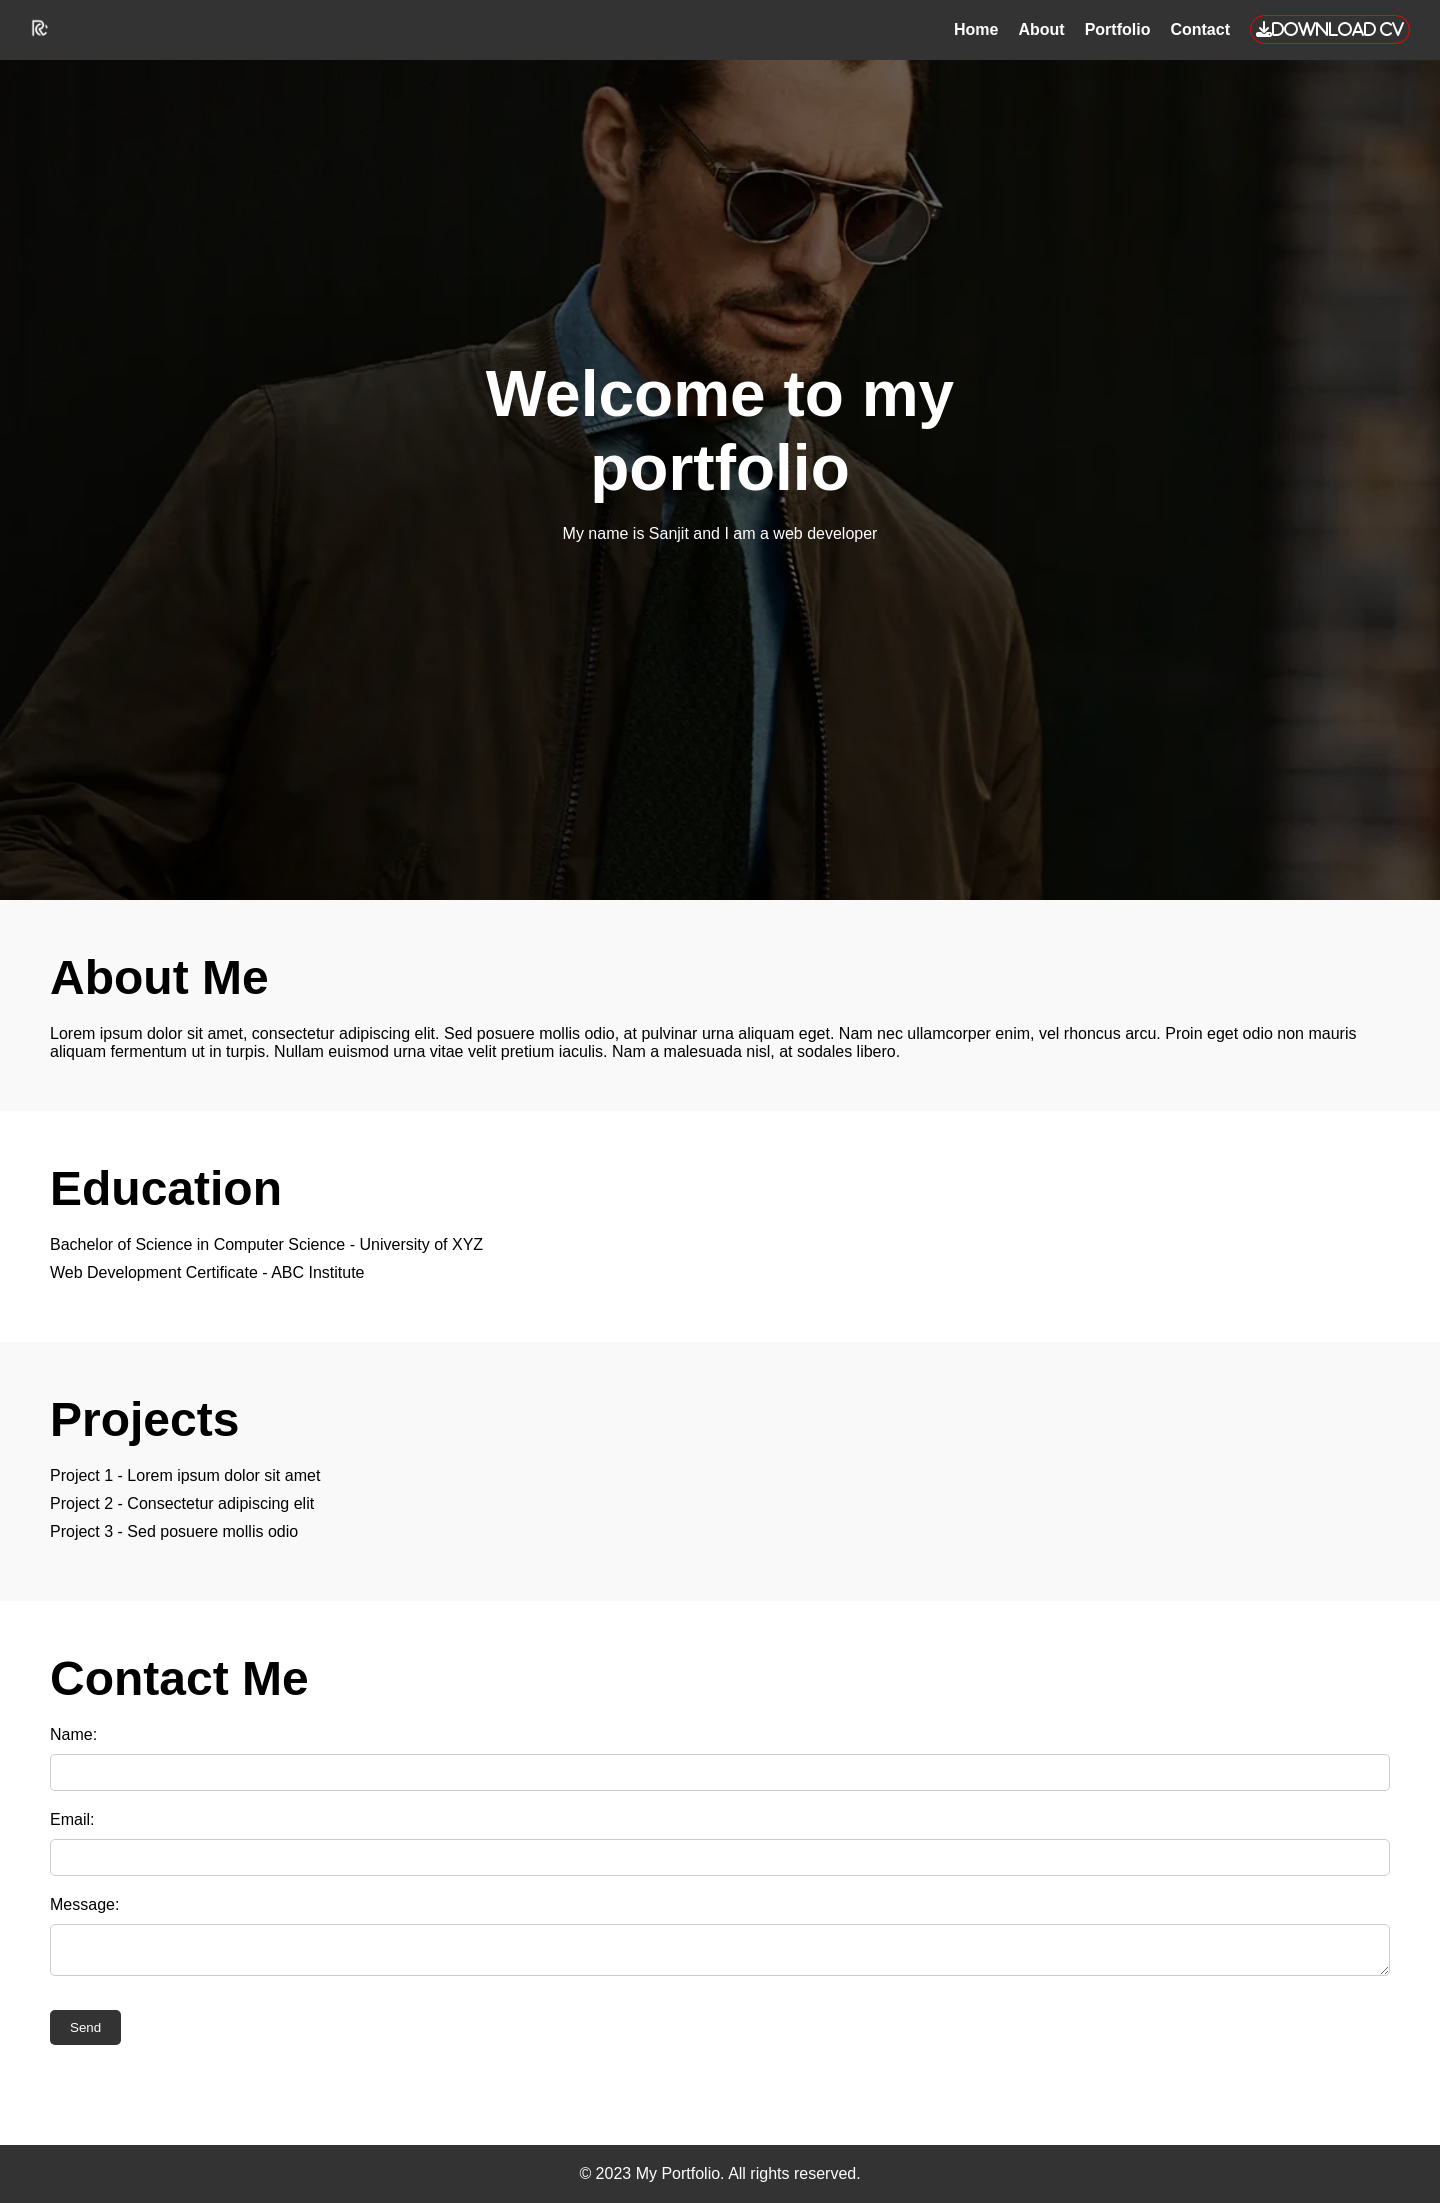 Home About Portfolio Contact DOWNLOAD CV
Welcome to my
portfolio
My name is Sanjit and I am a web developer
About Me
Lorem ipsum dolor sit amet, consectetur adipiscing elit. Sed posuere mollis odio, at pulvinar urna aliquam eget. Nam nec ullamcorper enim, vel rhoncus arcu. Proin eget odio non mauris
aliquam fermentum ut in turpis. Nullam euismod urna vitae velit pretium iaculis. Nam a malesuada nisl, at sodales libero.
Education
Bachelor of Science in Computer Science - University of XYZ
Web Development Certificate - ABC Institute
Projects
Project 1 - Lorem ipsum dolor sit amet
Project 2 - Consectetur adipiscing elit
Project 3 - Sed posuere mollis odio
Contact Me
Name:
Email:
Message:
Send
© 2023 My Portfolio. All rights reserved.